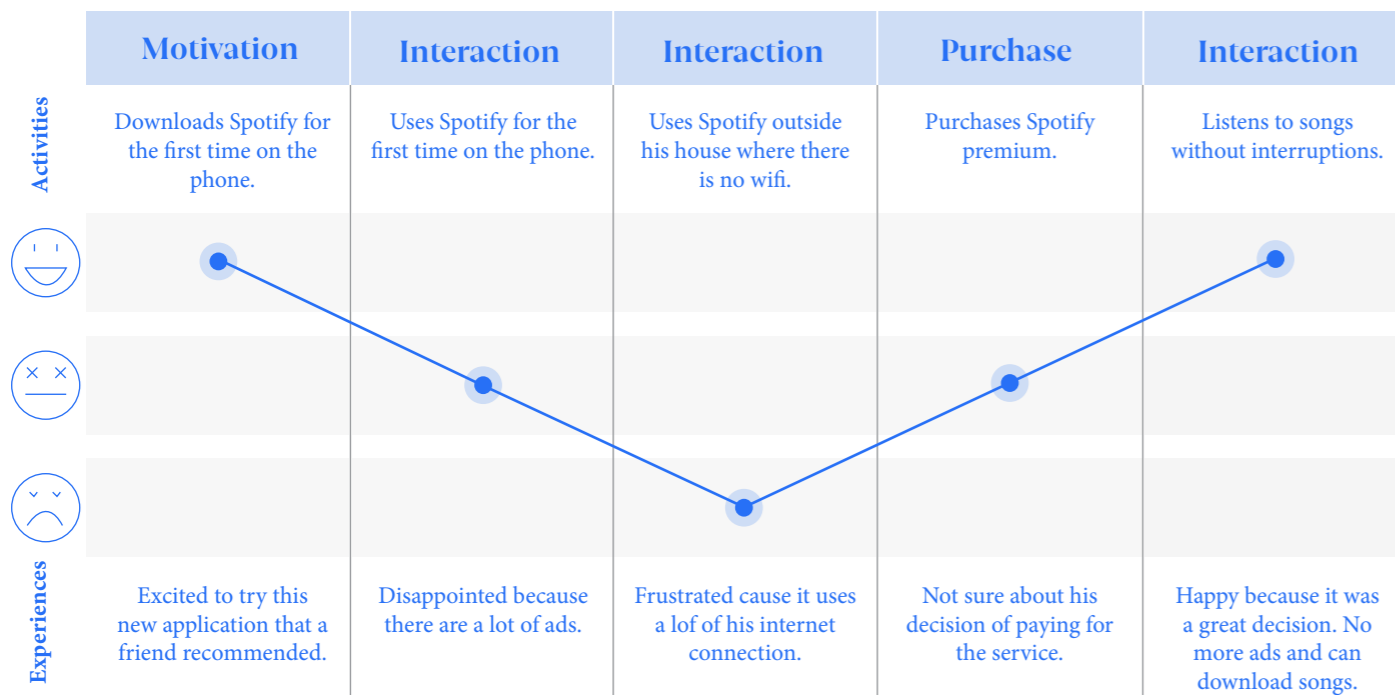 Motivation
Interaction
Interaction
Purchase
Interaction
Activities
Downloads Spotify for
the first time on the
phone.
Uses Spotify for the
first time on the phone.
Uses Spotify outside
his house where there
is no wifi.
Purchases Spotify
premium.
Listens to songs
without interruptions.
Experiences
Excited to try this
new application that a
friend recommended.
Disappointed because
there are a lot of ads.
Frustrated cause it uses
a lof of his internet
connection.
Not sure about his
decision of paying for
the service.
Happy because it was
a great decision. No
more ads and can
download songs.